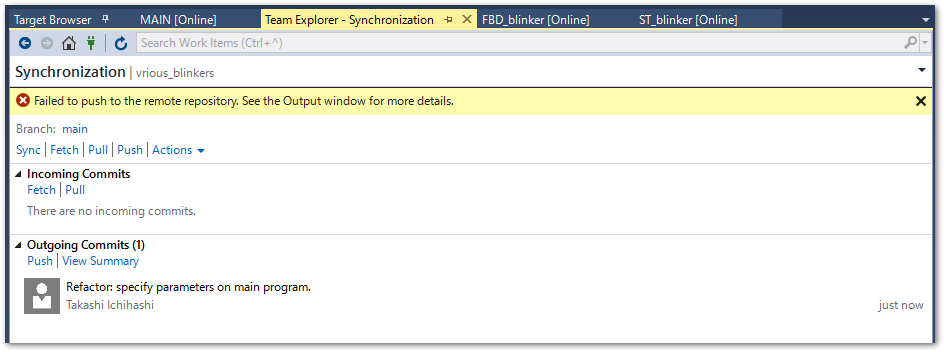 Target Browser MAIN [Online] Team Explorer - Synchronization FBD_blinker [Online] ST_blinker [Online]
Search Work Items (Ctrl+^)
Synchronization | vrious_blinkers
Failed to push to the remote repository. See the Output window for more details.
Branch: main
Sync | Fetch | Pull | Push | Actions
Incoming Commits
Fetch | Pull
There are no incoming commits.
Outgoing Commits (1)
Push | View Summary
Refactor: specify parameters on main program.
Takashi Ichihashi just now